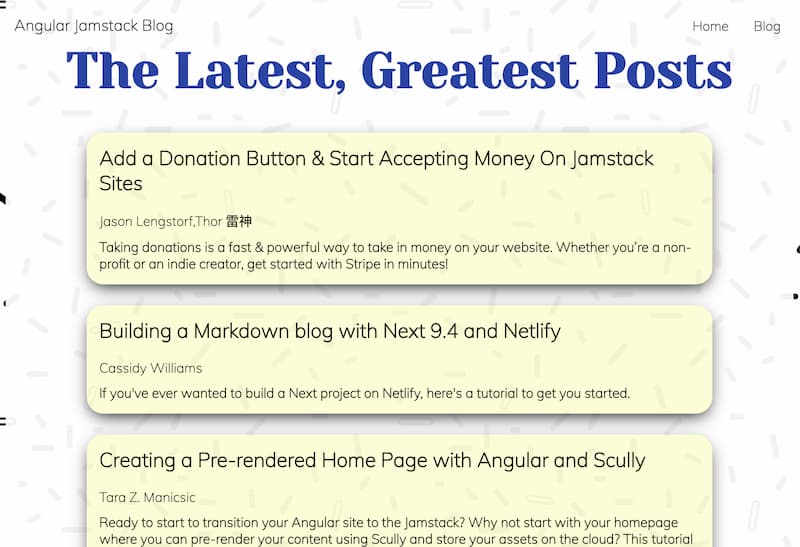 Angular Jamstack Blog
Home Blog
The Latest, Greatest Posts
Add a Donation Button & Start Accepting Money On Jamstack
Sites
Jason Lengstorf,Thor 雷神
Taking donations is a fast & powerful way to take in money on your website. Whether you’re a non-
profit or an indie creator, get started with Stripe in minutes!
Building a Markdown blog with Next 9.4 and Netlify
Cassidy Williams
If you've ever wanted to build a Next project on Netlify, here's a tutorial to get you started.
Creating a Pre-rendered Home Page with Angular and Scully
Tara Z. Manicsic
Ready to start to transition your Angular site to the Jamstack? Why not start with your homepage
where you can pre-render your content using Scully and store your assets on the cloud? This tutorial